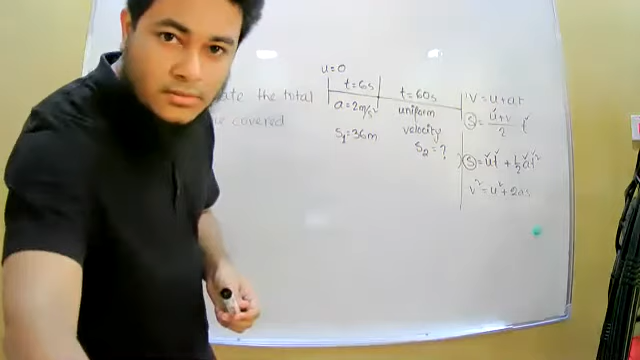 u=0
t=6s
t=60s
a=2m/s²
uniform velocity
S₁=36m
S₂=?
ate the total
covered
v=u+at
S=(u+v)/2 t
S=ut+½at²
v²=u²+2as